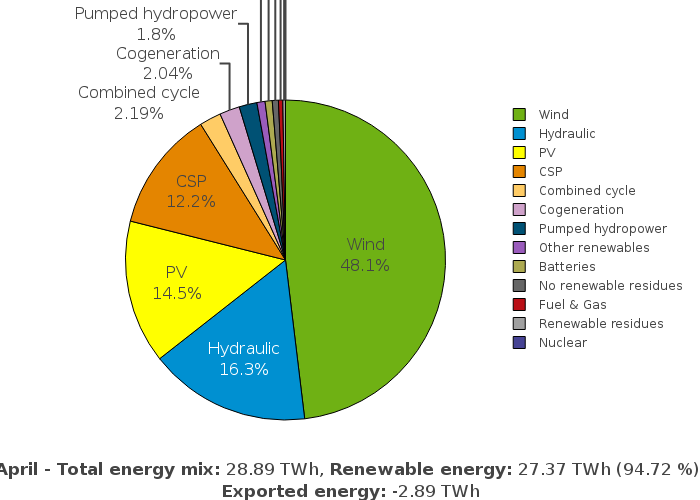 Pumped hydropower
1.8%
Cogeneration
2.04%
Combined cycle
2.19%
CSP
12.2%
PV
14.5%
Hydraulic
16.3%
Wind
48.1%
Wind
Hydraulic
PV
CSP
Combined cycle
Cogeneration
Pumped hydropower
Other renewables
Batteries
No renewable residues
Fuel & Gas
Renewable residues
Nuclear
April - Total energy mix: 28.89 TWh, Renewable energy: 27.37 TWh (94.72 %)
Exported energy: -2.89 TWh